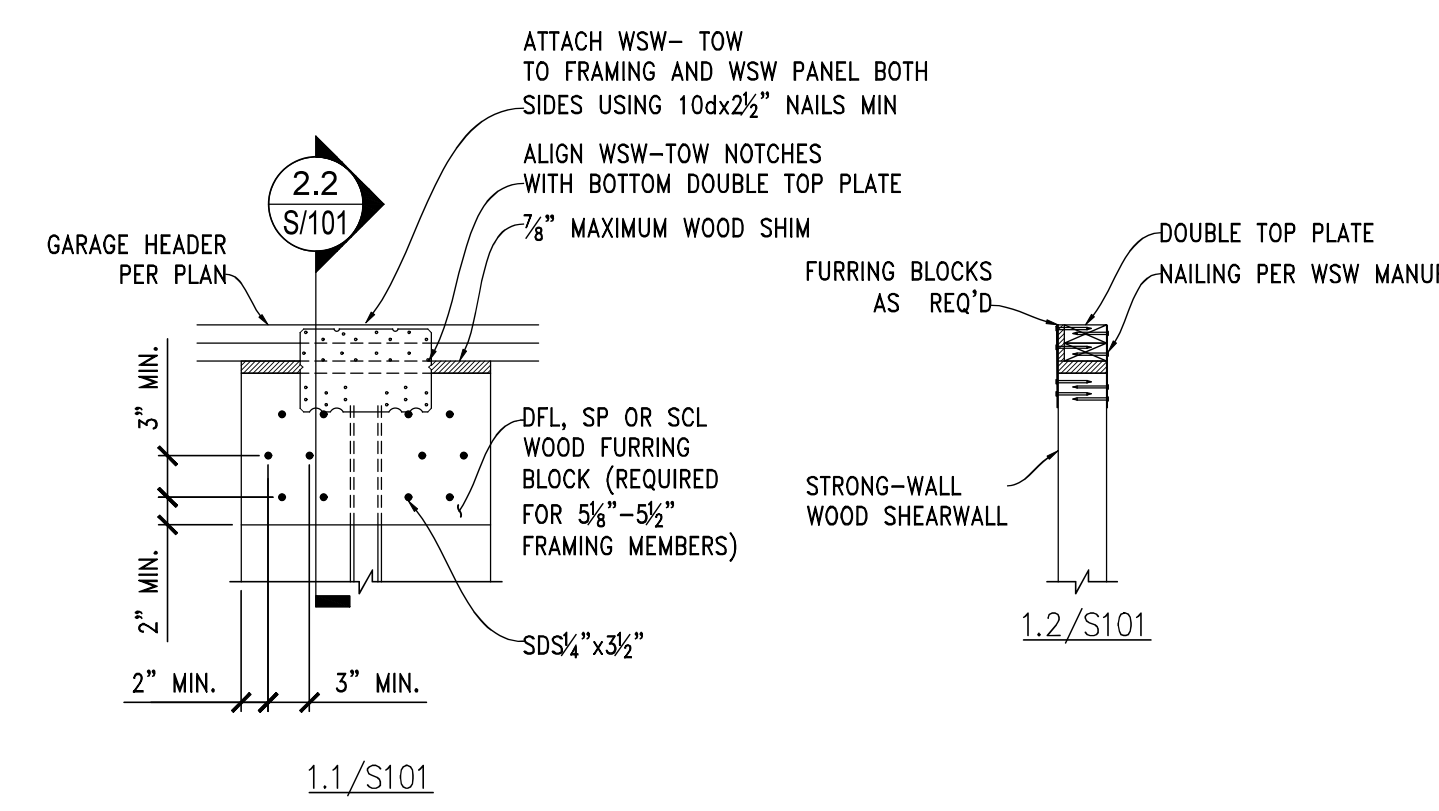 ATTACH WSW- TOW
TO FRAMING AND WSW PANEL BOTH
SIDES USING 10dx2½" NAILS MIN
ALIGN WSW-TOW NOTCHES
WITH BOTTOM DOUBLE TOP PLATE
⅞" MAXIMUM WOOD SHIM
2.2
S/101
GARAGE HEADER
PER PLAN
3" MIN.
2" MIN.
DFL, SP OR SCL
WOOD FURRING
BLOCK (REQUIRED
FOR 5⅛"-5½"
FRAMING MEMBERS)
SDS¼"x3½"
2" MIN.
3" MIN.
1.1/S101
DOUBLE TOP PLATE
FURRING BLOCKS
AS REQ'D
NAILING PER WSW
STRONG-WALL
WOOD SHEARWALL
1.2/S101